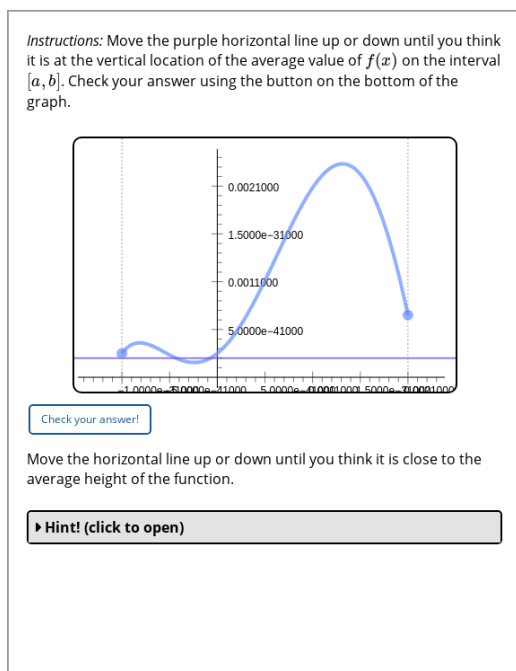 Instructions: Move the purple horizontal line up or down until you think
it is at the vertical location of the average value of f(x) on the interval
[a, b]. Check your answer using the button on the bottom of the
graph.
0.0021000
1.5000e−31000
0.0011000
5.0000e−41000
Check your answer!
Move the horizontal line up or down until you think it is close to the
average height of the function.
Hint! (click to open)